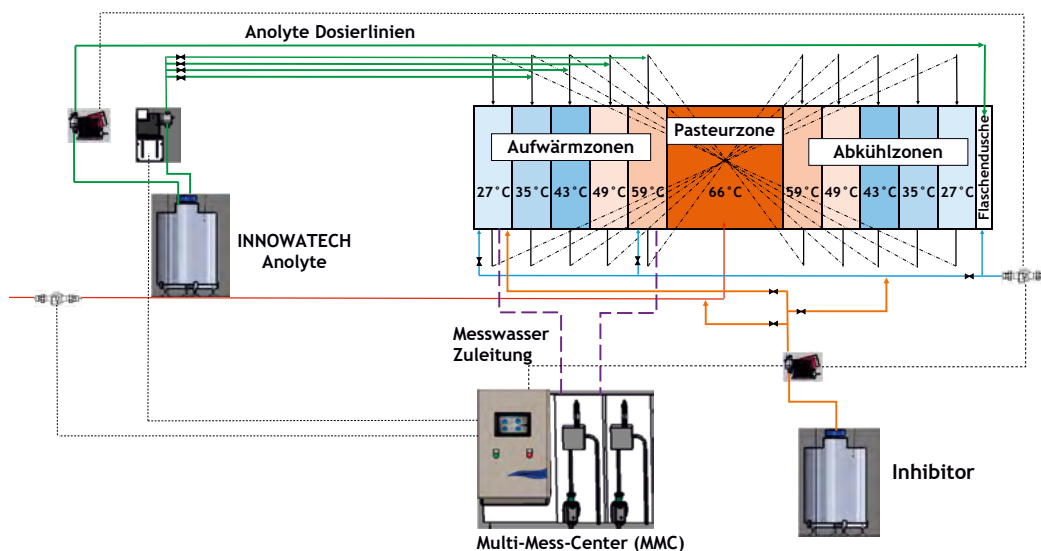 Anolyte Dosierlinien
Aufwärmzonen
Pasteurzone
Abkühlzonen
Flaschendusche
27°C 35°C 43°C 49°C 59°C 66°C 59°C 49°C 43°C 35°C 27°C
INNOWATECH
Anolyte
Messwasser
Zuleitung
Inhibitor
Multi-Mess-Center (MMC)